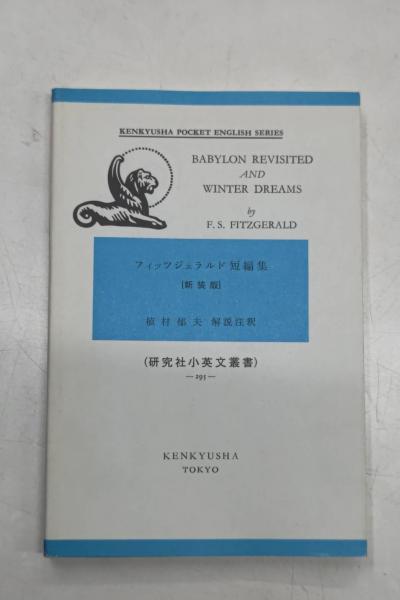 KENKYUSHA POCKET ENGLISH SERIES
BABYLON REVISITED
AND
WINTER DREAMS
by
F. S. FITZGERALD
フィッツジェラルド短編集
[新装版]
植村郁夫 解説注釈
(研究社小英文叢書)
— 295 —
KENKYUSHA
TOKYO